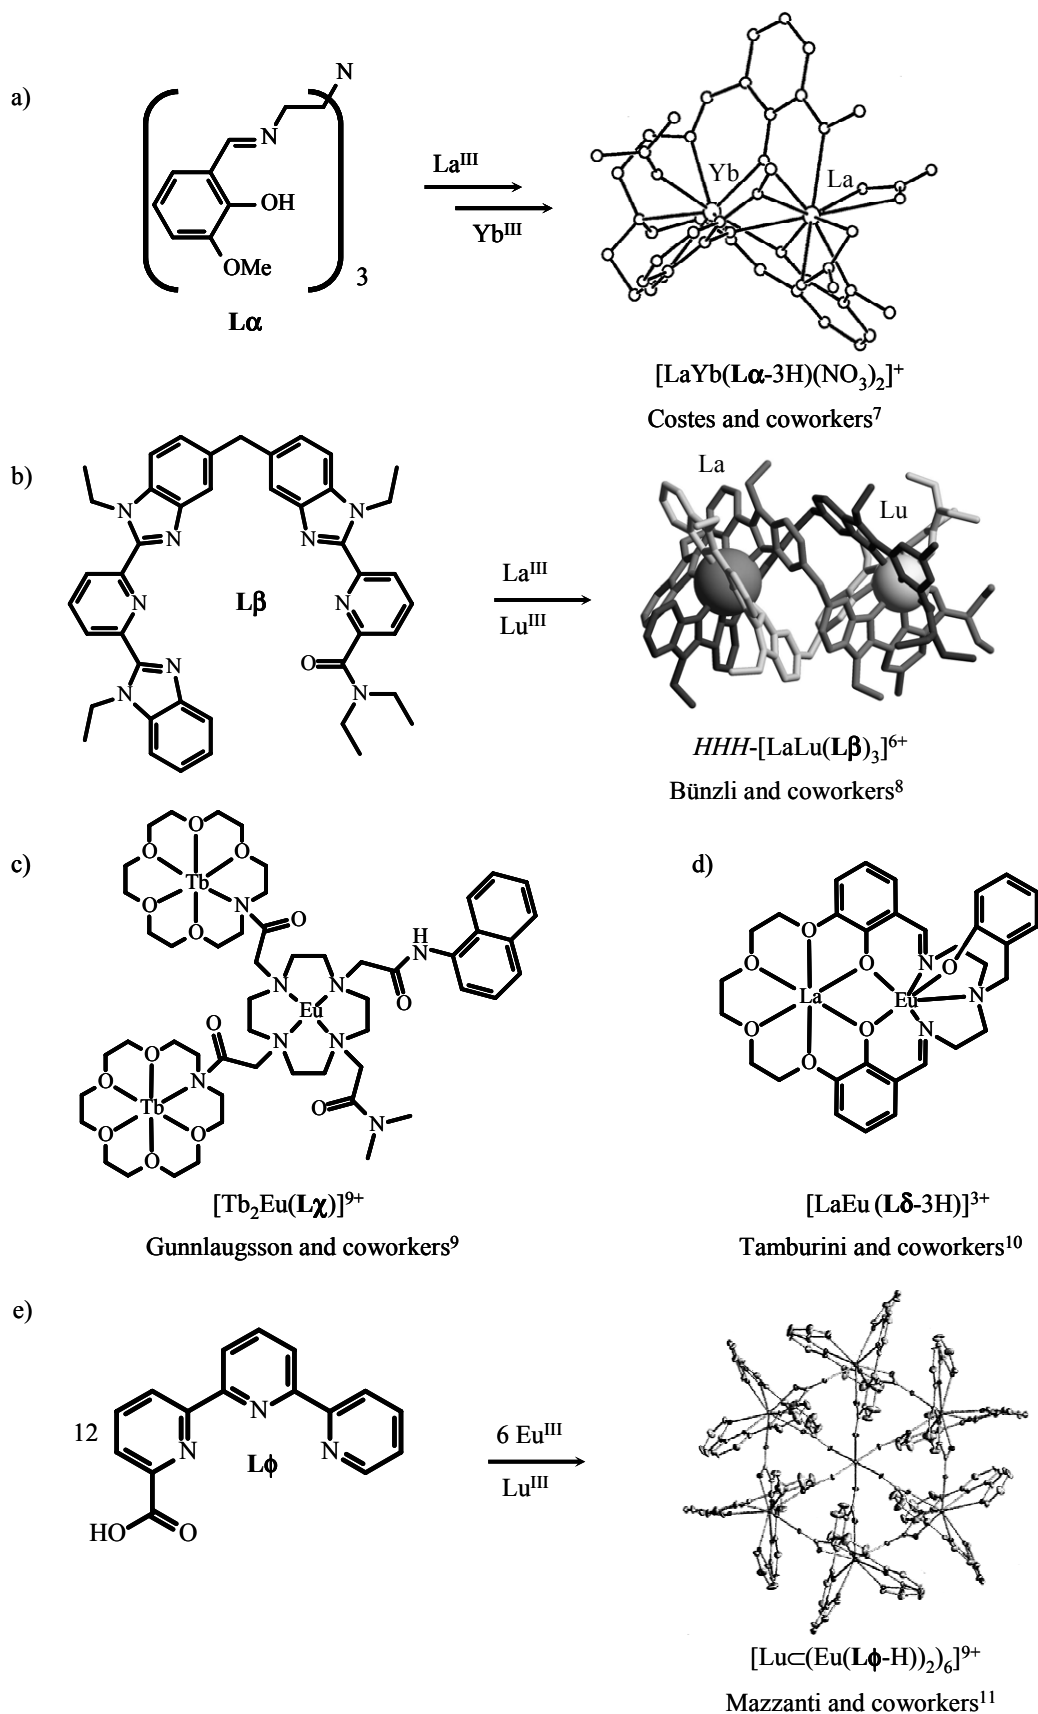 a)
N
N
OH
OMe
3
Lα
La^III
Yb^III
Yb
La
[LaYb(Lα-3H)(NO₃)₂]⁺
Costes and coworkers⁷
b)
N
N
N
N
N
Lβ
N
N
N
O
N
La^III
Lu^III
La
Lu
HHH-[LaLu(Lβ)₃]⁶⁺
Bünzli and coworkers⁸
c)
O
O
O
Tb
O
O
N
O
H
N
O
N
N
Eu
N
N
O
O
O
N
Tb
O
O
O
O
N
[Tb₂Eu(Lχ)]⁹⁺
Gunnlaugsson and coworkers⁹
d)
O
O
O
N
O
La
Eu
N
O
O
N
O
[LaEu (Lδ-3H)]³⁺
Tamburini and coworkers¹⁰
e)
12
N
N
N
Lϕ
HO
O
6 Eu^III
Lu^III
[Lu⊂(Eu(Lϕ-H))₂)₆]⁹⁺
Mazzanti and coworkers¹¹